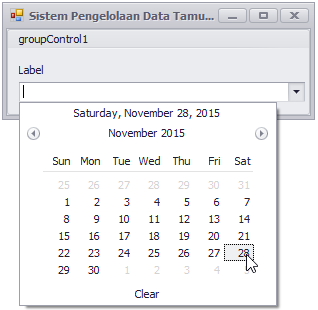 Sistem Pengelolaan Data Tamu...
groupControl1
Label
Saturday, November 28, 2015
November 2015
Sun Mon Tue Wed Thu Fri Sat
25 26 27 28 29 30 31
1 2 3 4 5 6 7
8 9 10 11 12 13 14
15 16 17 18 19 20 21
22 23 24 25 26 27 28
29 30 1 2 3 4
Clear